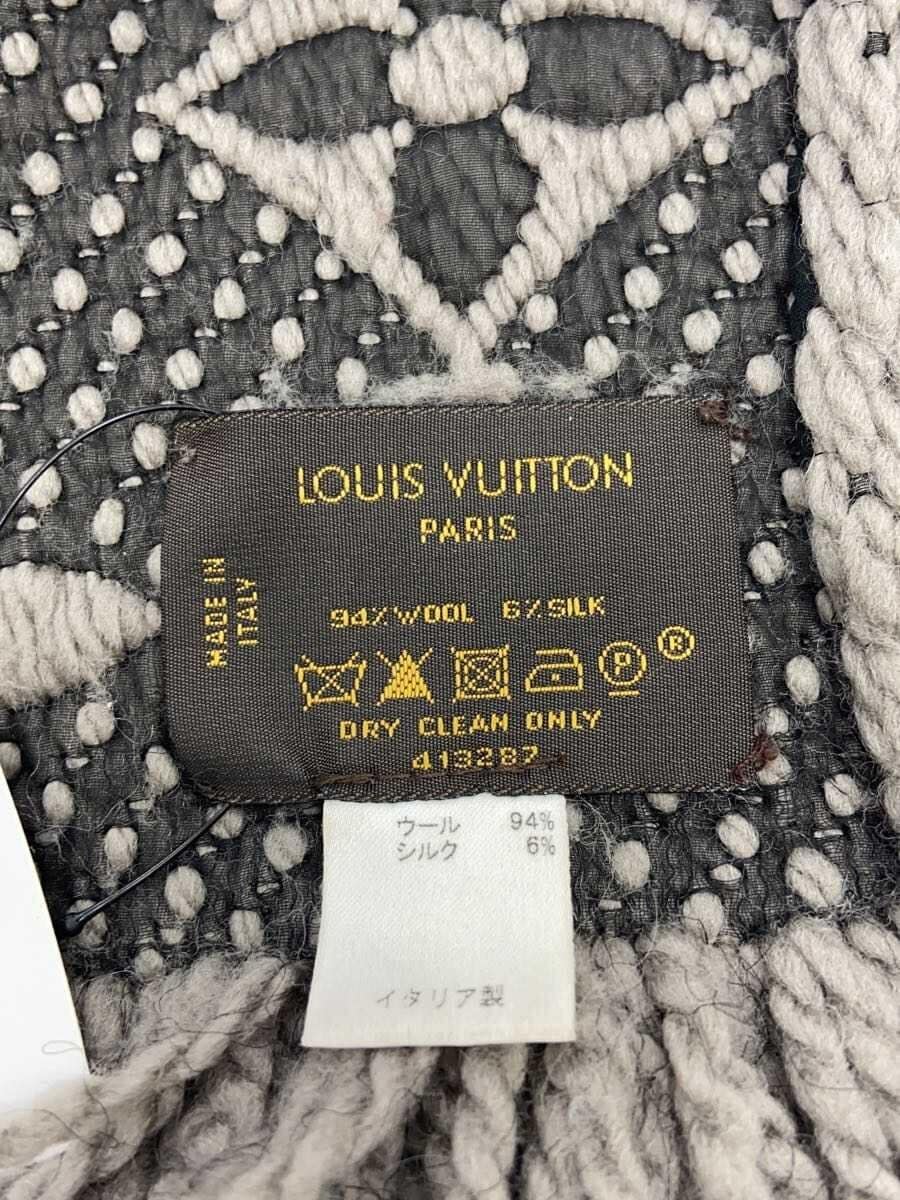 LOUIS VUITTON
PARIS
MADE IN
ITALY
94% WOOL 6% SILK
P ®
DRY CLEAN ONLY
419287
ウール 94%
シルク 6%
イタリア製